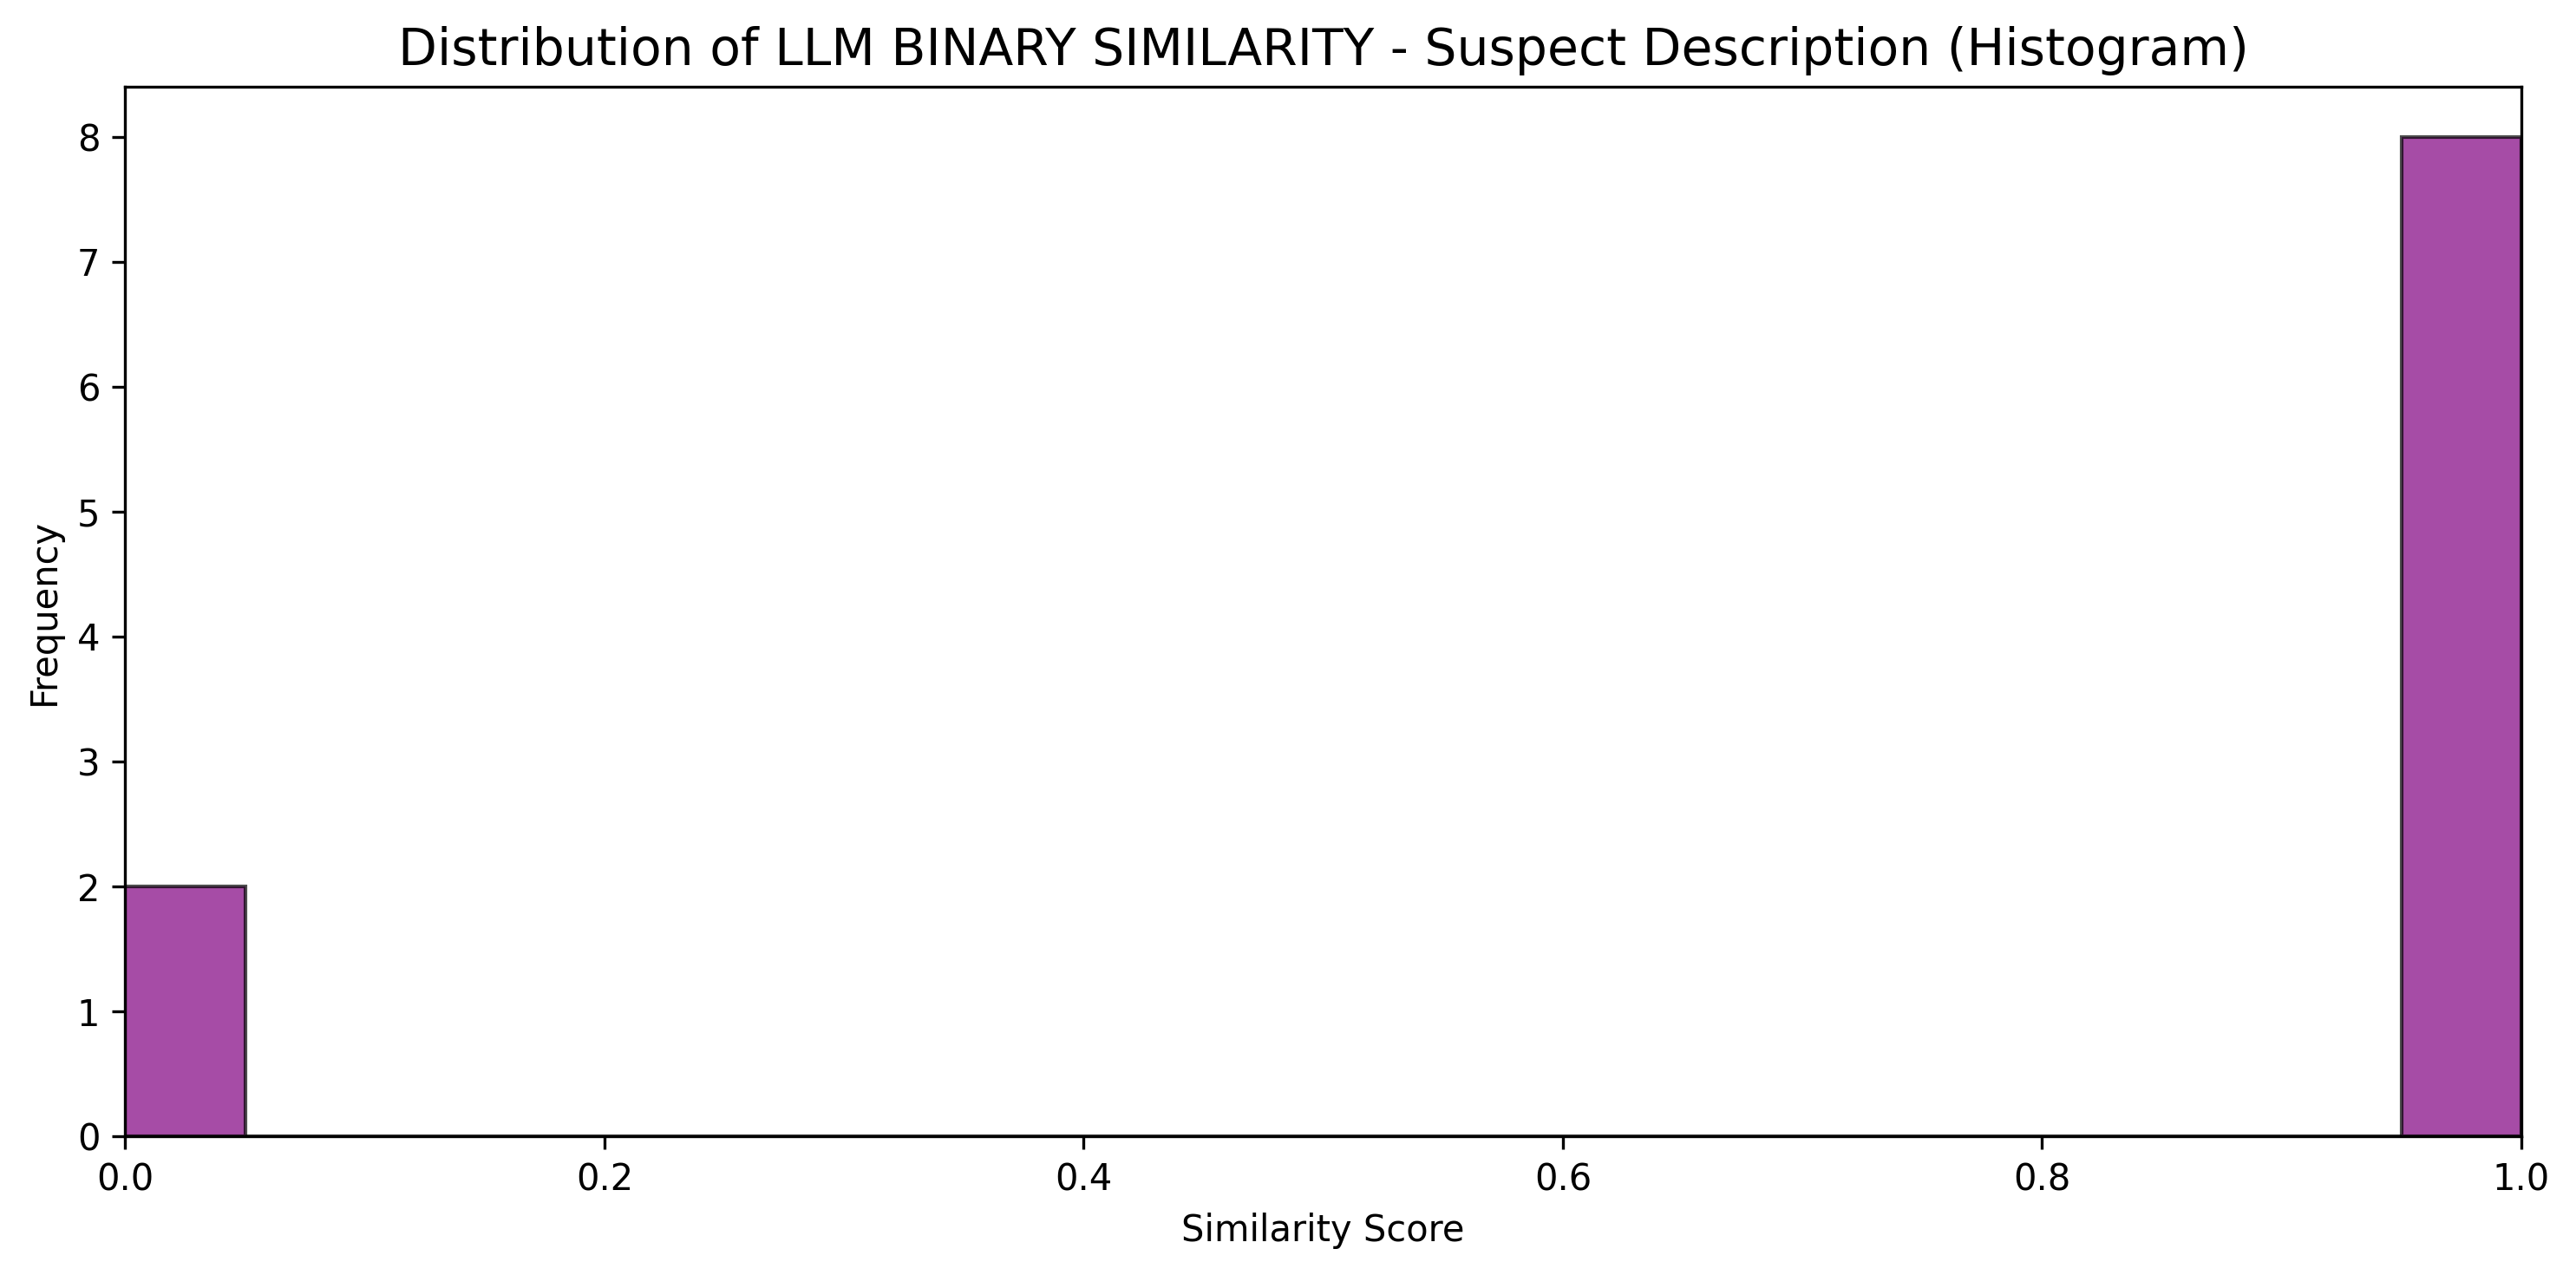 Distribution of LLM BINARY SIMILARITY - Suspect Description (Histogram)
8
7
6
5
4
3
2
1
0
Frequency
0.0 0.2 0.4 0.6 0.8 1.0
Similarity Score